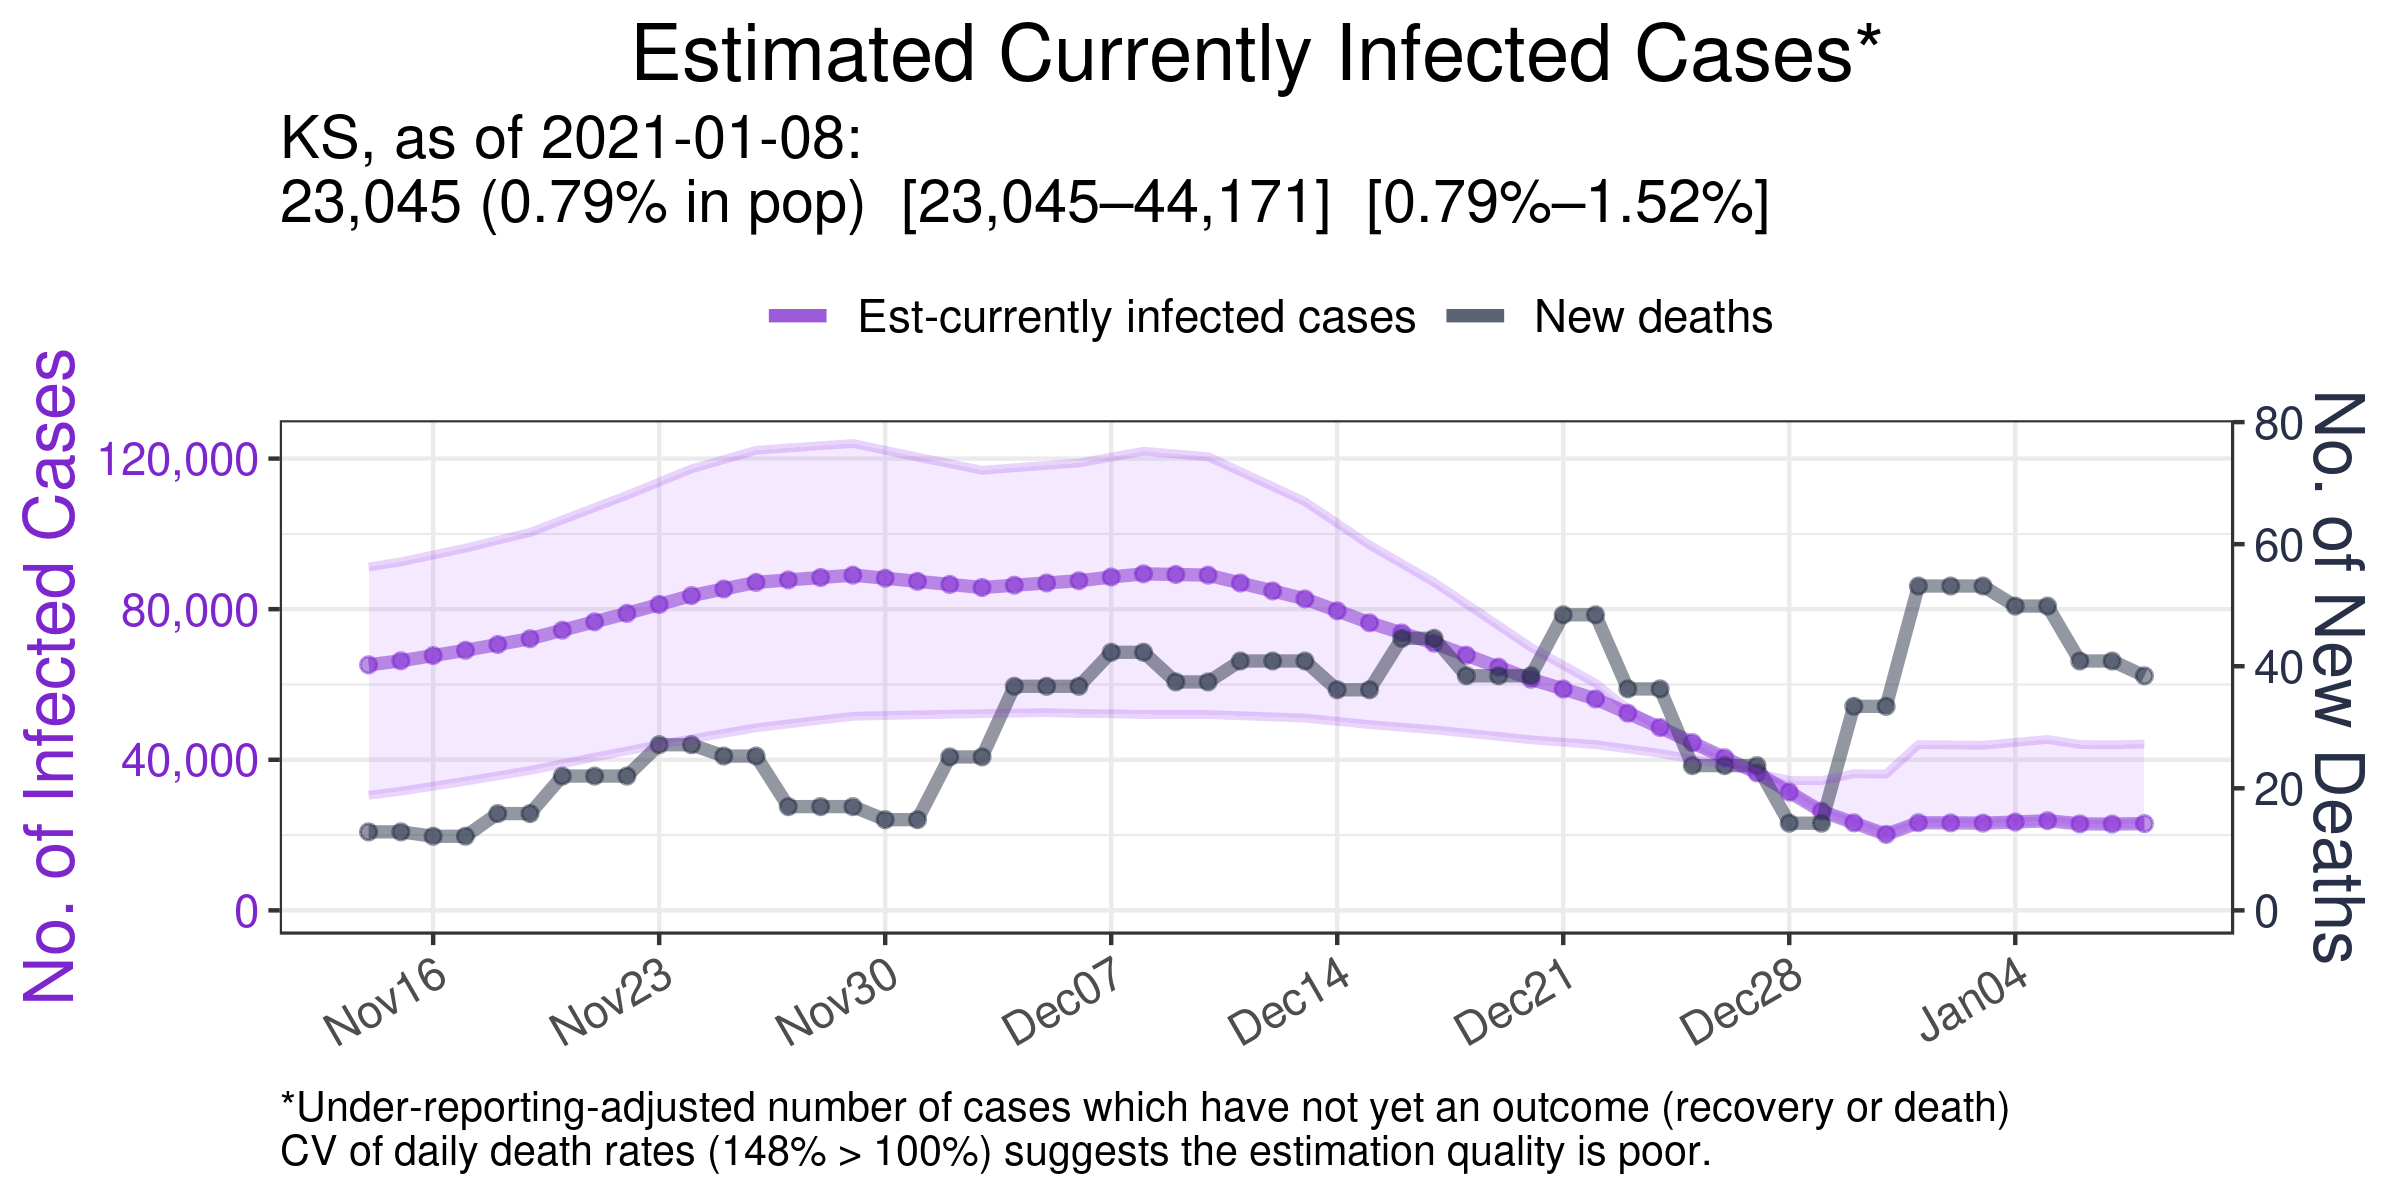 Estimated Currently Infected Cases*
KS, as of 2021-01-08:
23,045 (0.79% in pop)  [23,045–44,171]  [0.79%–1.52%]
Est-currently infected cases
New deaths
No. of Infected Cases
120,000
80,000
40,000
0
80
60
40
20
0
No. of New Deaths
Nov16
Nov23
Nov30
Dec07
Dec14
Dec21
Dec28
Jan04
*Under-reporting-adjusted number of cases which have not yet an outcome (recovery or death)
CV of daily death rates (148% > 100%) suggests the estimation quality is poor.